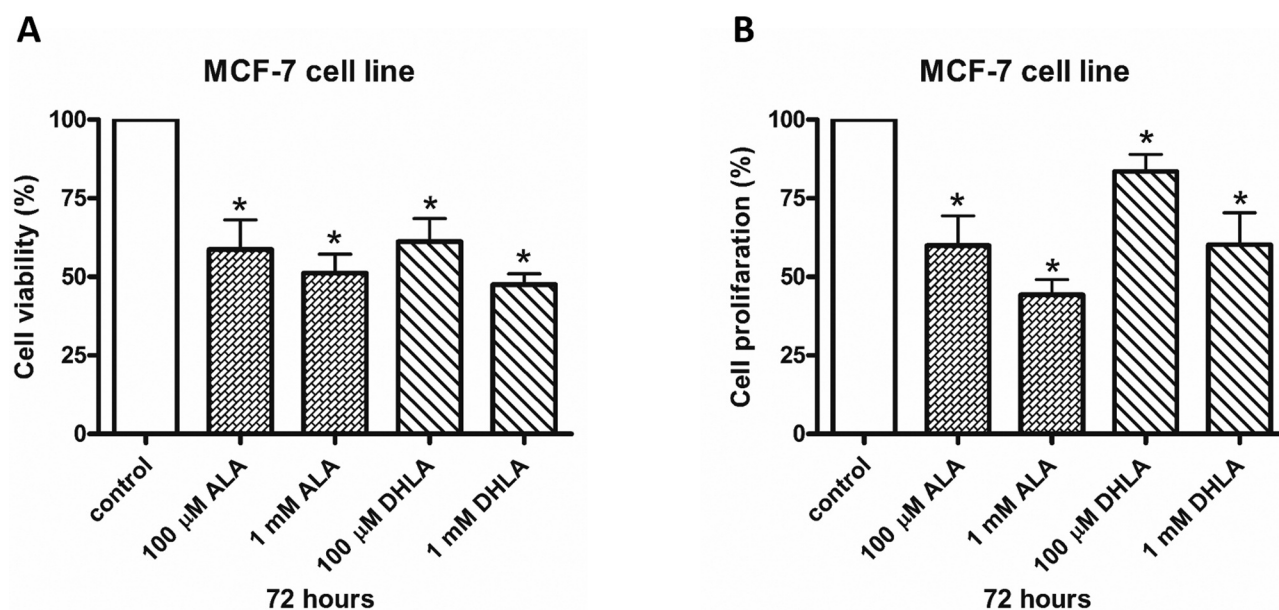 A
MCF-7 cell line
Cell viability (%)
100
75
50
25
0
*
*
*
*
control
100 μM ALA
1 mM ALA
100 μM DHLA
1 mM DHLA
72 hours
B
MCF-7 cell line
Cell prolifaration (%)
100
75
50
25
0
*
*
*
*
control
100 μM ALA
1 mM ALA
100 μM DHLA
1 mM DHLA
72 hours